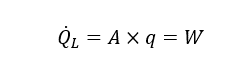 Q̇_L = A × q = W